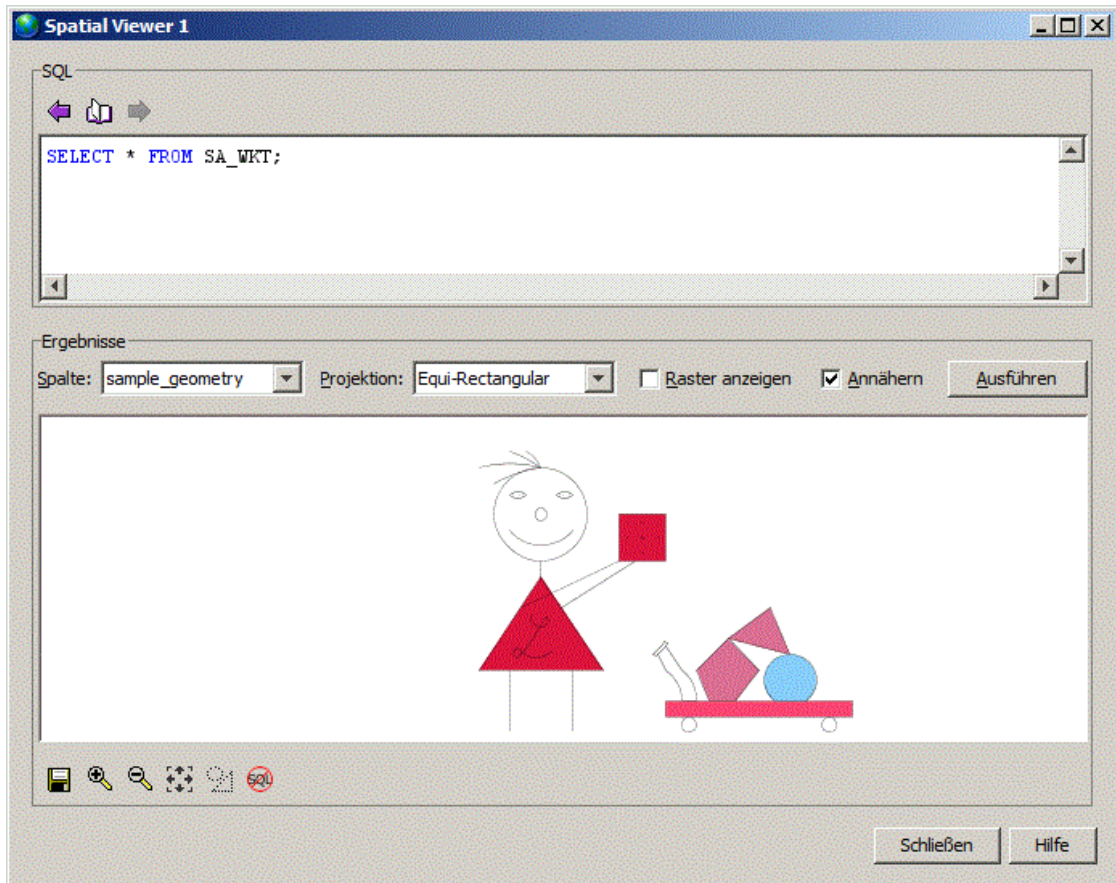 Spatial Viewer 1
SQL
SELECT * FROM SA_WKT;
Ergebnisse
Spalte: sample_geometry Projektion: Equi-Rectangular Raster anzeigen Annähern Ausführen
SQL
Schließen Hilfe